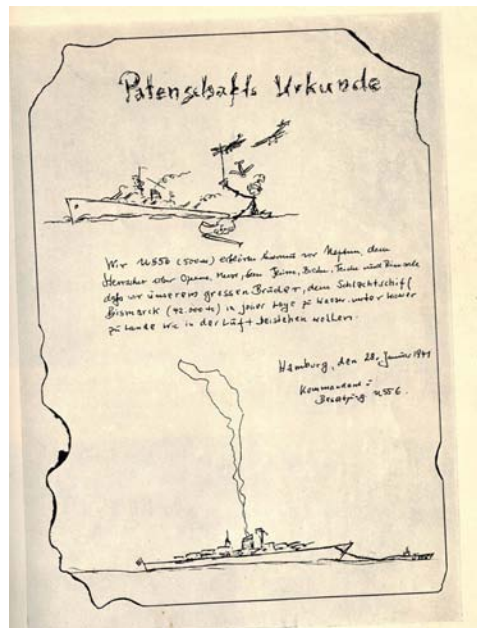 Patenschafts Urkunde
Wir U556 (500 to) erklären hiermit vor Neptun, dem
Herrscher über Ozeane, Meere, Seen, Flüsse, Bäche, Teiche und Rinnsale
daß wir unserem grossen Bruder, dem Schlachtschiff
Bismarck (42.000 to) in jeder Lage zu Wasser, unter Wasser
zu Lande wie in der Luft beistehen wollen.
Hamburg, den 28. Januar 1941
Kommandant u.
Besatzung U556.